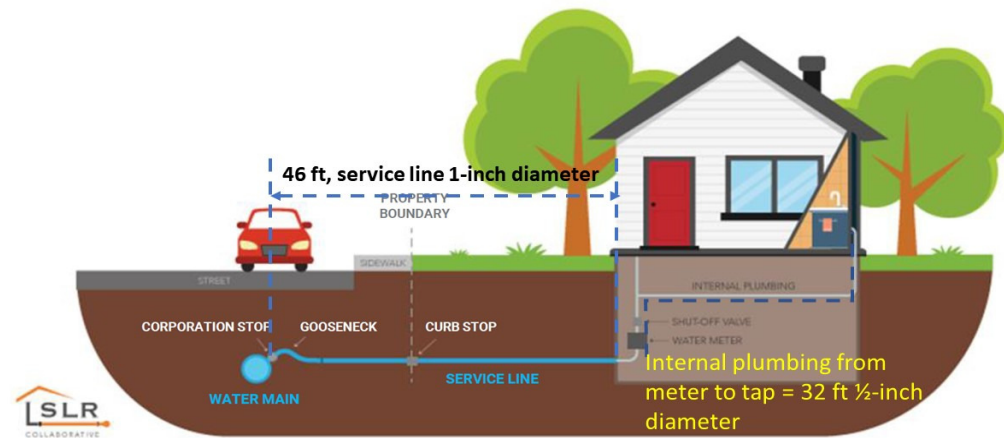 46 ft, service line 1-inch diameter
PROPERTY
BOUNDARY
SIDEWALK
STREET
INTERNAL PLUMBING
CORPORATION STOP
GOOSENECK
CURB STOP
SHUT-OFF VALVE
WATER METER
SERVICE LINE
WATER MAIN
Internal plumbing from
meter to tap = 32 ft ½-inch
diameter
LSLR
COLLABORATIVE